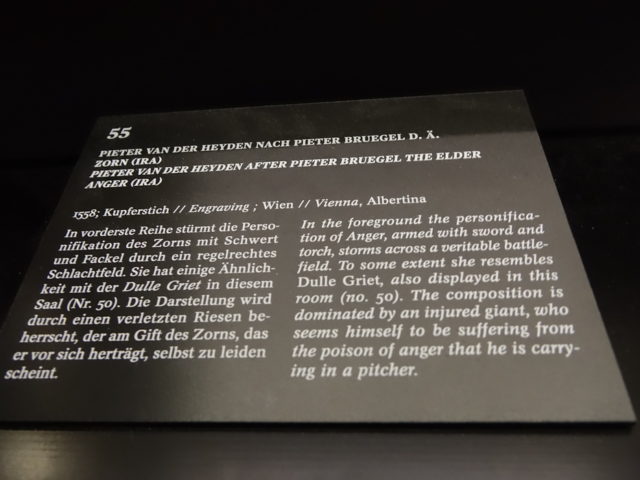 55
PIETER VAN DER HEYDEN NACH PIETER BRUEGEL D. Ä.
ZORN (IRA)
PIETER VAN DER HEYDEN AFTER PIETER BRUEGEL THE ELDER
ANGER (IRA)
1558; Kupferstich // Engraving ; Wien // Vienna, Albertina
In vorderste Reihe stürmt die Perso-
nifikation des Zorns mit Schwert
und Fackel durch ein regelrechtes
Schlachtfeld. Sie hat einige Ähnlich-
keit mit der Dulle Griet in diesem
Saal (Nr. 50). Die Darstellung wird
durch einen verletzten Riesen be-
herrscht, der am Gift des Zorns, das
er vor sich herträgt, selbst zu leiden
scheint.
In the foreground the personifica-
tion of Anger, armed with sword and
torch, storms across a veritable battle-
field. To some extent she resembles
Dulle Griet, also displayed in this
room (no. 50). The composition is
dominated by an injured giant, who
seems himself to be suffering from
the poison of anger that he is carry-
ing in a pitcher.